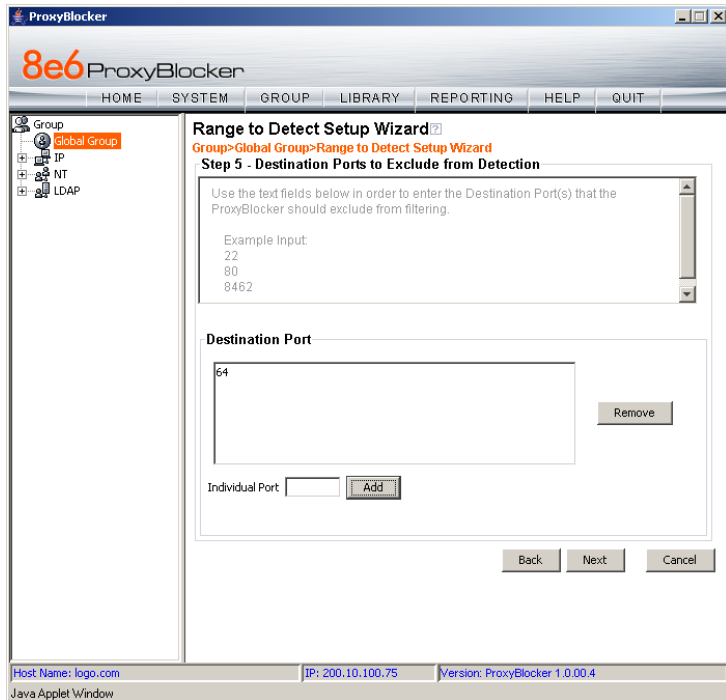 ProxyBlocker
8e6 ProxyBlocker
HOME SYSTEM GROUP LIBRARY REPORTING HELP QUIT
Group
Global Group
IP
NT
LDAP
Range to Detect Setup Wizard?
Group>Global Group>Range to Detect Setup Wizard
Step 5 - Destination Ports to Exclude from Detection
Use the text fields below in order to enter the Destination Port(s) that the
ProxyBlocker should exclude from filtering.
Example Input:
22
80
8462
Destination Port
64
Remove
Individual Port Add
Back Next Cancel
Host Name: logo.com IP: 200.10.100.75 Version: ProxyBlocker 1.0.00.4
Java Applet Window